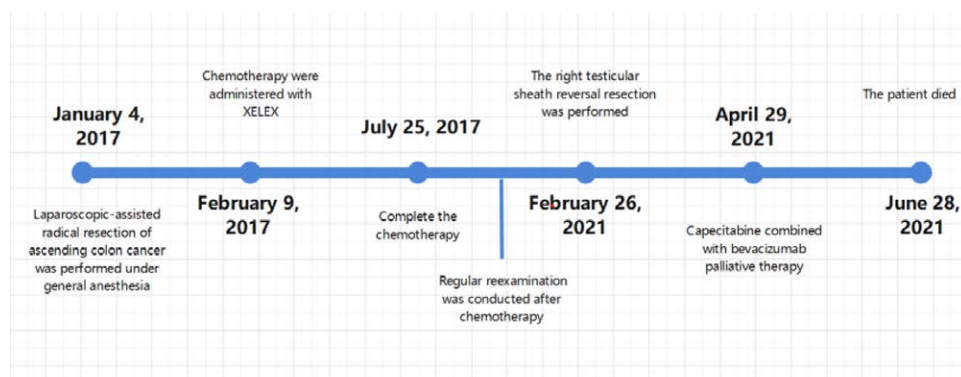 January 4,
2017
Laparoscopic-assisted
radical resection of
ascending colon cancer
was performed under
general anesthesia
Chemotherapy were
administered with
XELEX
February 9,
2017
July 25, 2017
Complete the
chemotherapy
Regular reexamination
was conducted after
chemotherapy
The right testicular
sheath reversal resection
was performed
February 26,
2021
April 29,
2021
Capecitabine combined
with bevacizumab
palliative therapy
The patient died
June 28,
2021